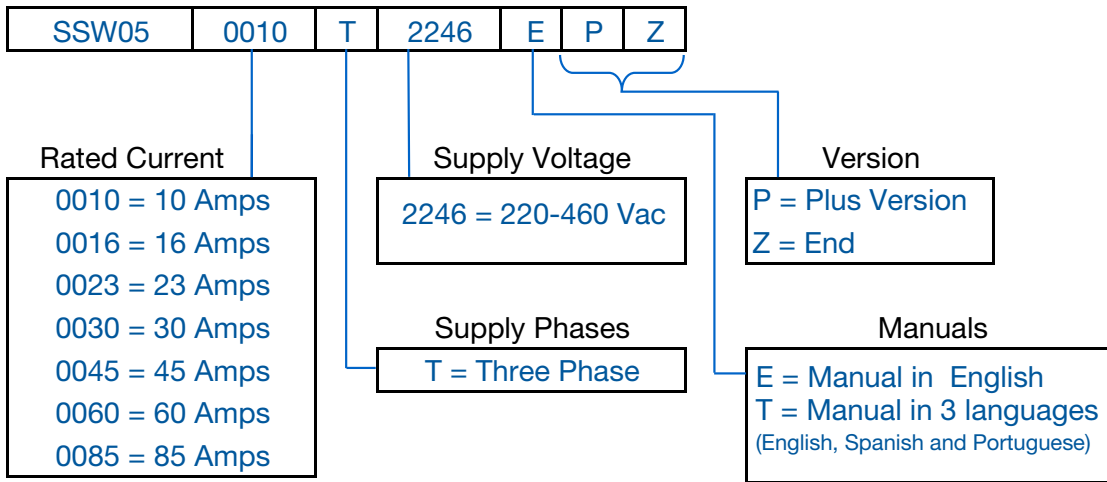 SSW05 0010 T 2246 E P Z
Rated Current
0010 = 10 Amps
0016 = 16 Amps
0023 = 23 Amps
0030 = 30 Amps
0045 = 45 Amps
0060 = 60 Amps
0085 = 85 Amps
Supply Voltage
2246 = 220-460 Vac
Supply Phases
T = Three Phase
Version
P = Plus Version
Z = End
Manuals
E = Manual in English
T = Manual in 3 languages
(English, Spanish and Portuguese)